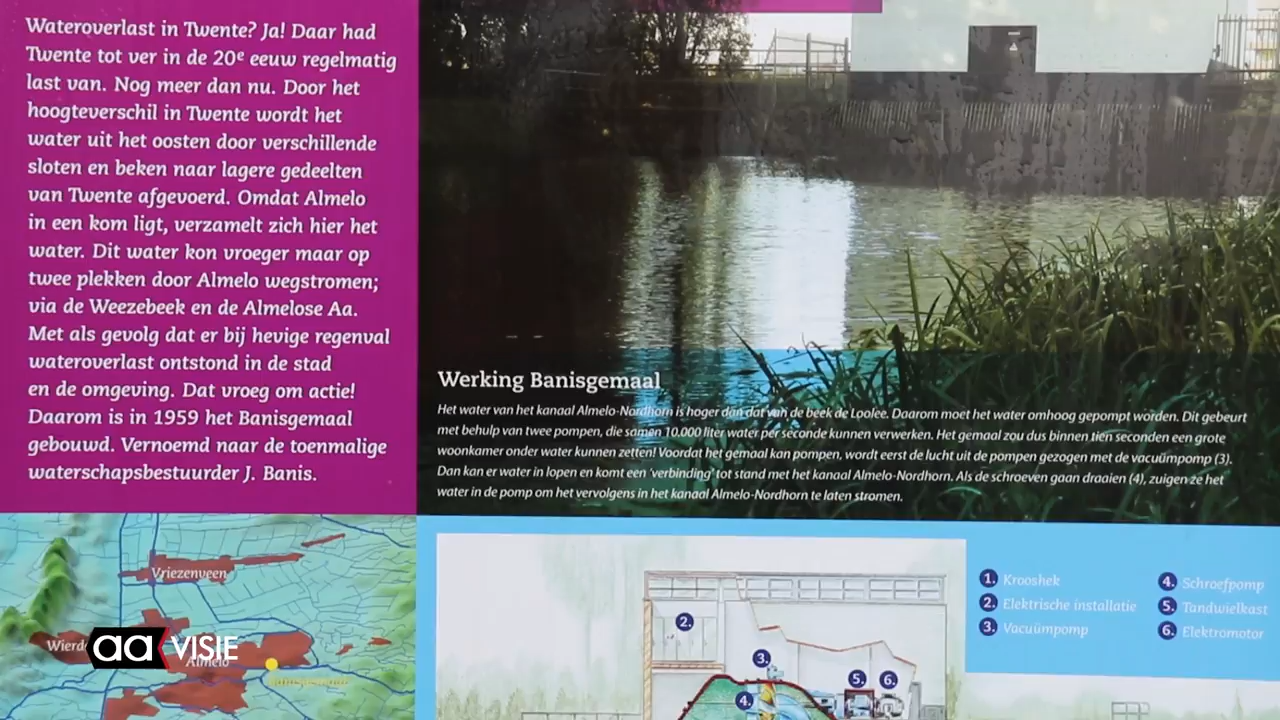 Wateroverlast in Twente? Ja! Daar had
Twente tot ver in de 20e eeuw regelmatig
last van. Nog meer dan nu. Door het
hoogteverschil in Twente wordt het
water uit het oosten door verschillende
sloten en beken naar lagere gedeelten
van Twente afgevoerd. Omdat Almelo
in een kom ligt, verzamelt zich hier het
water. Dit water kon vroeger maar op
twee plekken door Almelo wegstromen;
via de Weezebeek en de Almelose Aa.
Met als gevolg dat er bij hevige regenval
wateroverlast ontstond in de stad
en de omgeving. Dat vroeg om actie!
Daarom is in 1959 het Banisgemaal
gebouwd. Vernoemd naar de toenmalige
waterschapsbestuurder J. Banis.
Werking Banisgemaal
Het water van het kanaal Almelo-Nordhorn is hoger dan dat van de beek de Loolee. Daarom moet het water omhoog gepompt worden. Dit gebeurt
met behulp van twee pompen, die samen 10.000 liter water per seconde kunnen verwerken. Het gemaal zou dus binnen tien seconden een grote
woonkamer onder water kunnen zetten! Voordat het gemaal kan pompen, wordt eerst de lucht uit de pompen gezogen met de vacuümpomp (3).
Dan kan er water in lopen en komt een 'verbinding' tot stand met het kanaal Almelo-Nordhorn. Als de schroeven gaan draaien (4), zuigen ze het
water in de pomp om het vervolgens in het kanaal Almelo-Nordhorn te laten stromen.
Vriezenveen
Wierd
Almelo
Banisgemaal
aa VISIE
2.
3.
4.
5.
6.
1. Krooshek
2. Elektrische installatie
3. Vacuümpomp
4. Schroefpomp
5. Tandwielkast
6. Elektromotor